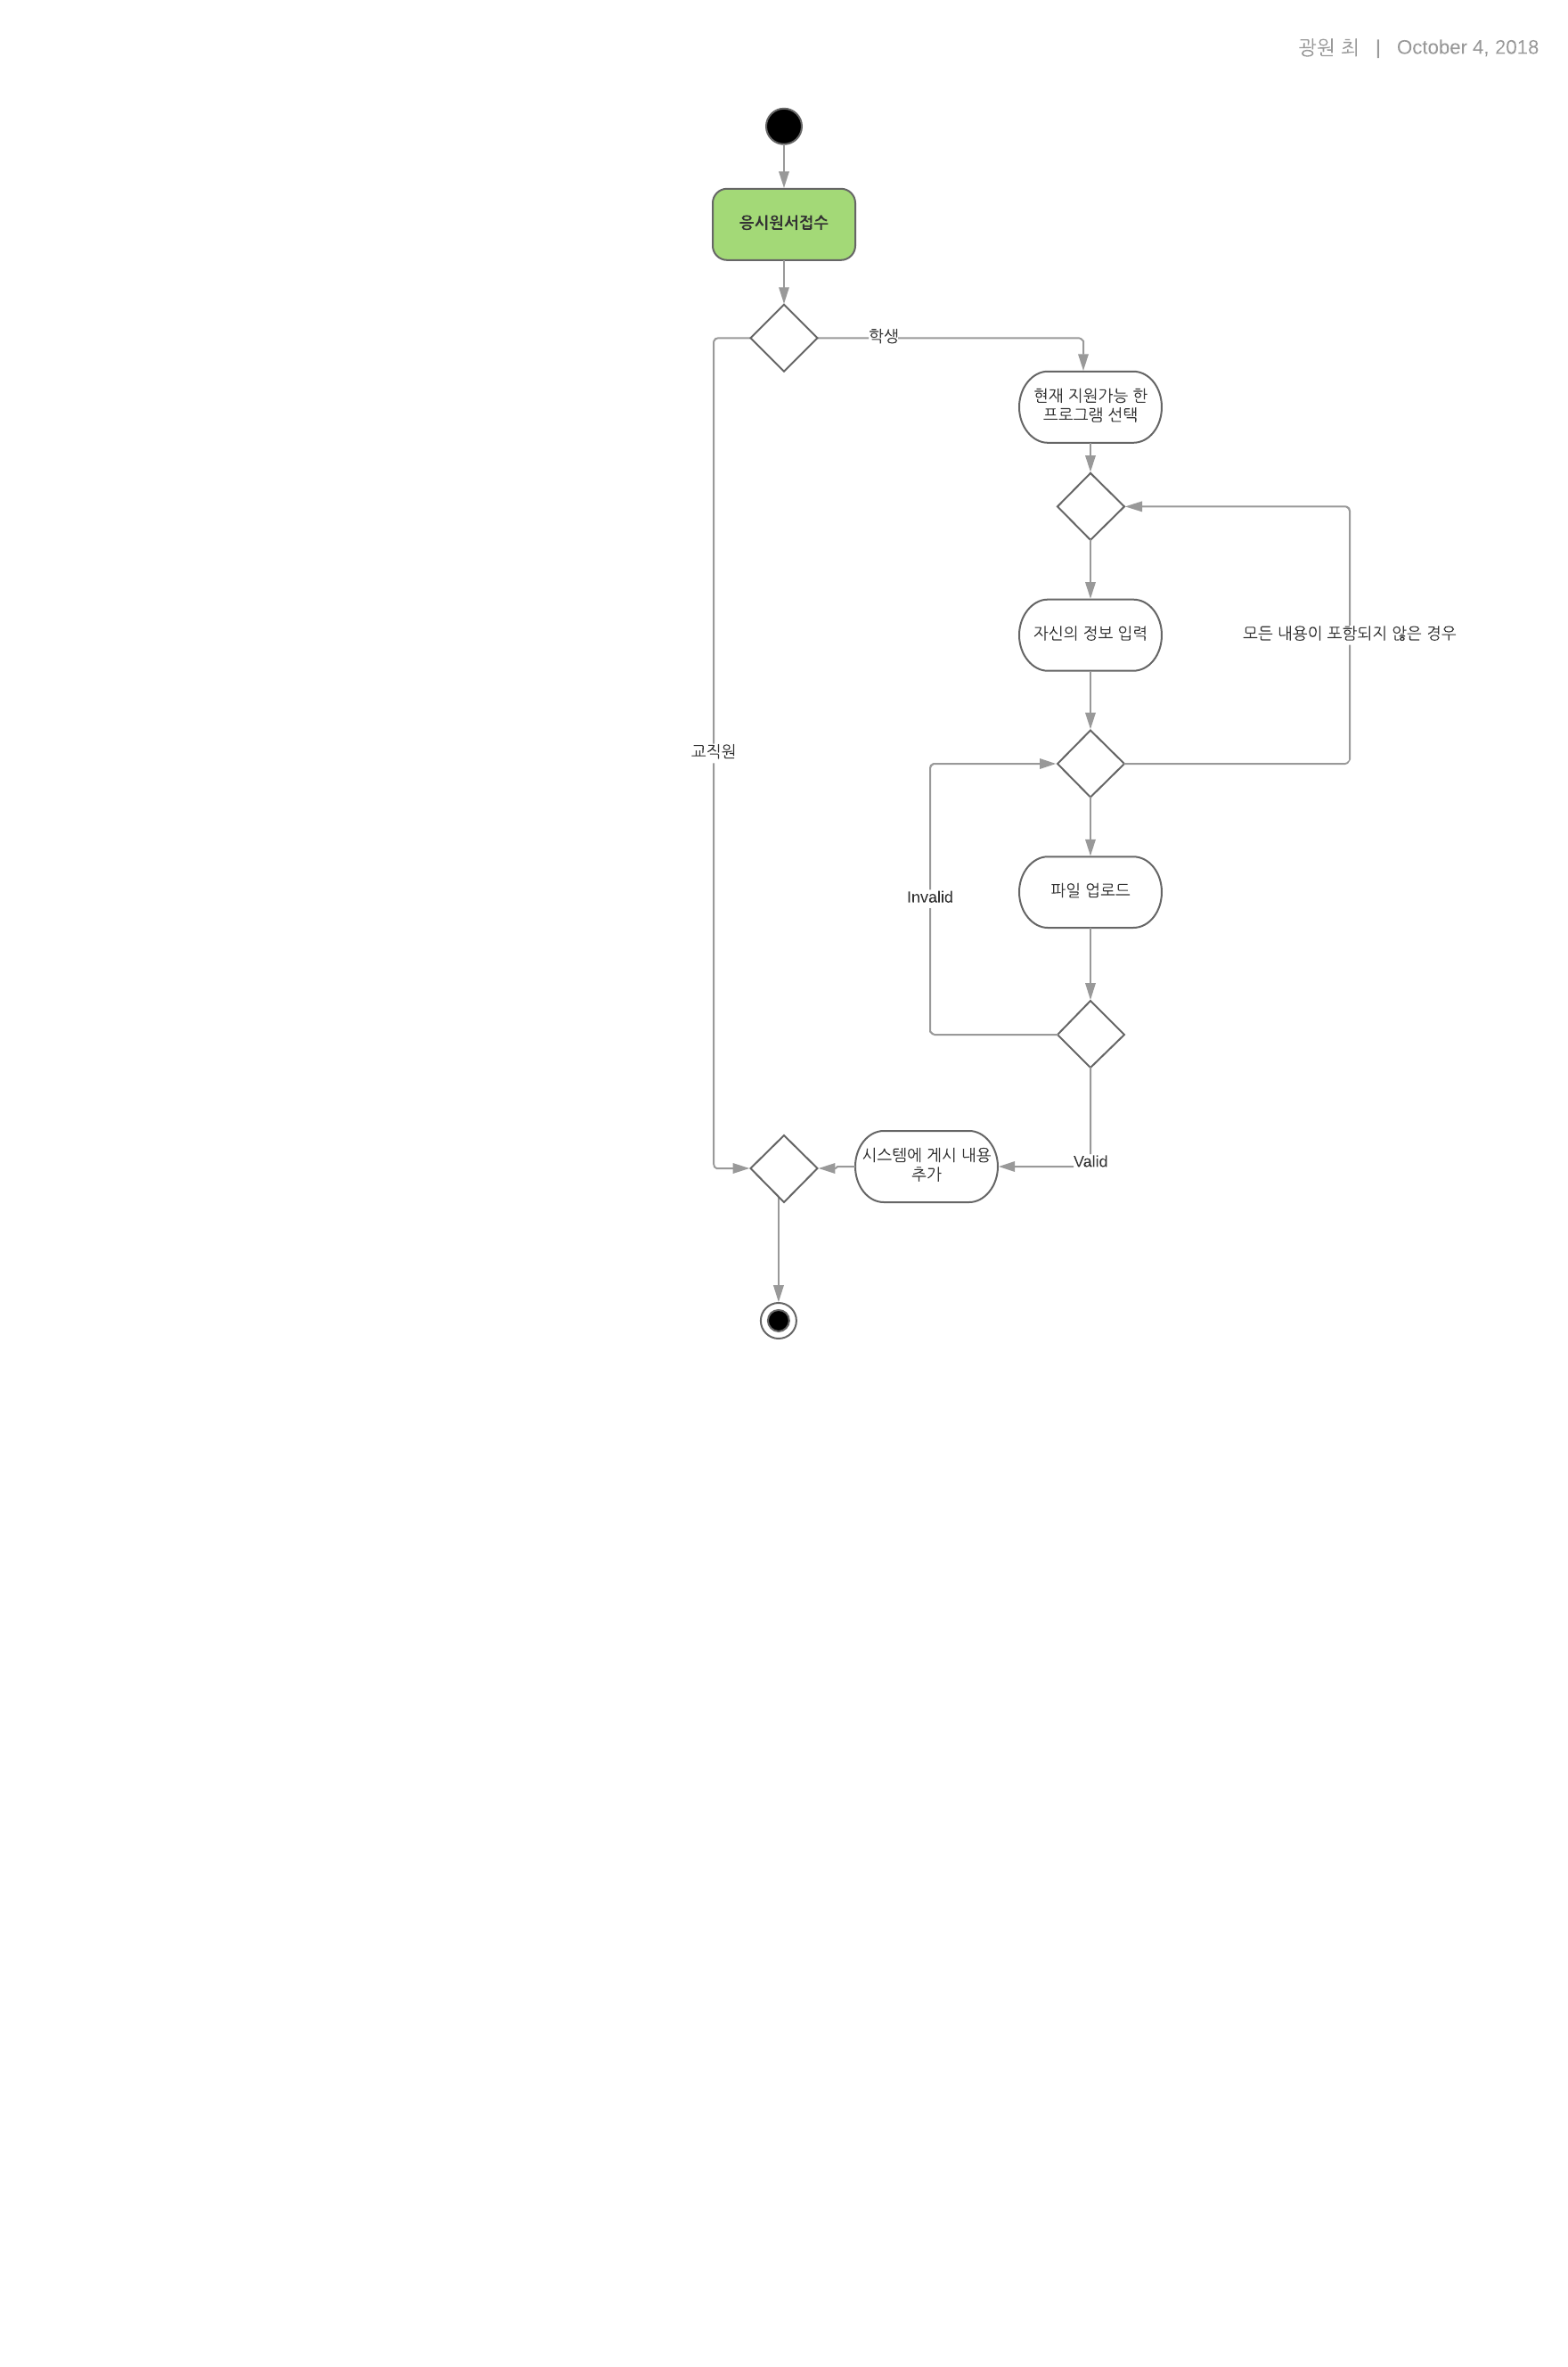 광원 최 | October 4, 2018
응시원서접수
학생
현재 지원가능 한
프로그램 선택
자신의 정보 입력
모든 내용이 포함되지 않은 경우
교직원
파일 업로드
Invalid
시스템에 게시 내용
추가
Valid